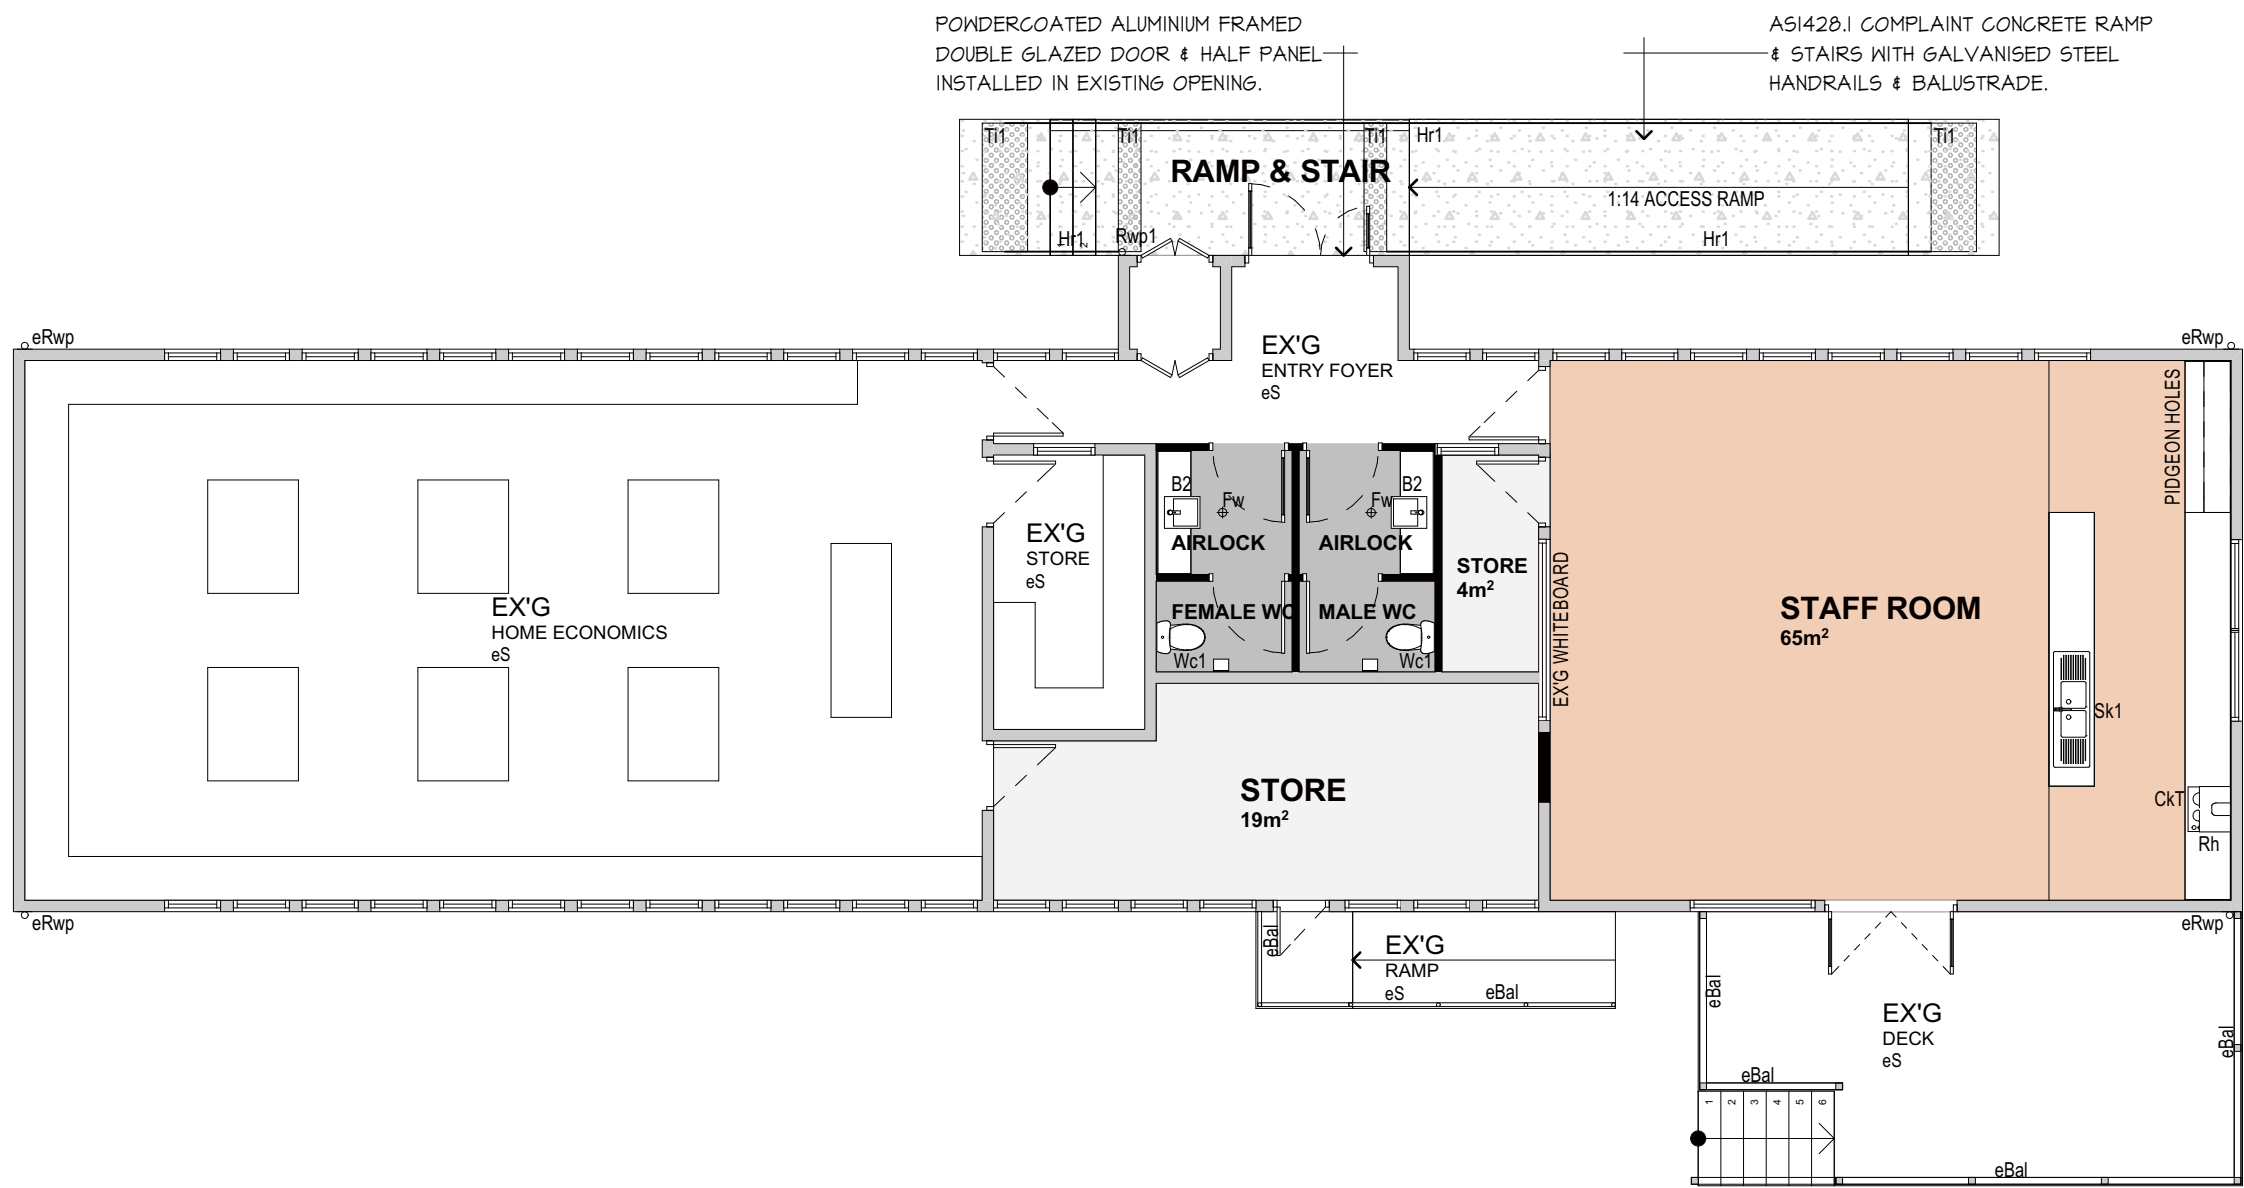 POWDERCOATED ALUMINIUM FRAMED
DOUBLE GLAZED DOOR & HALF PANEL
INSTALLED IN EXISTING OPENING.
AS1428.1 COMPLAINT CONCRETE RAMP
& STAIRS WITH GALVANISED STEEL
HANDRAILS & BALUSTRADE.
Ti1
Ti1
Ti1
Hr1
Ti1
RAMP & STAIR
1:14 ACCESS RAMP
Hr1
1 2
Rwp1
Hr1
eRwp
eRwp
EX'G
ENTRY FOYER
eS
PIDGEON HOLES
B2
Fw
Fw
B2
AIRLOCK
AIRLOCK
EX'G
STORE
eS
STORE
4m²
EX'G WHITEBOARD
EX'G
HOME ECONOMICS
eS
FEMALE WC
MALE WC
Wc1
Wc1
STAFF ROOM
65m²
Sk1
STORE
19m²
CkT
Rh
eRwp
eRwp
eBal
EX'G
RAMP
eS
eBal
eBal
EX'G
DECK
eS
eBal
eBal
1 2 3 4 5 6
eBal